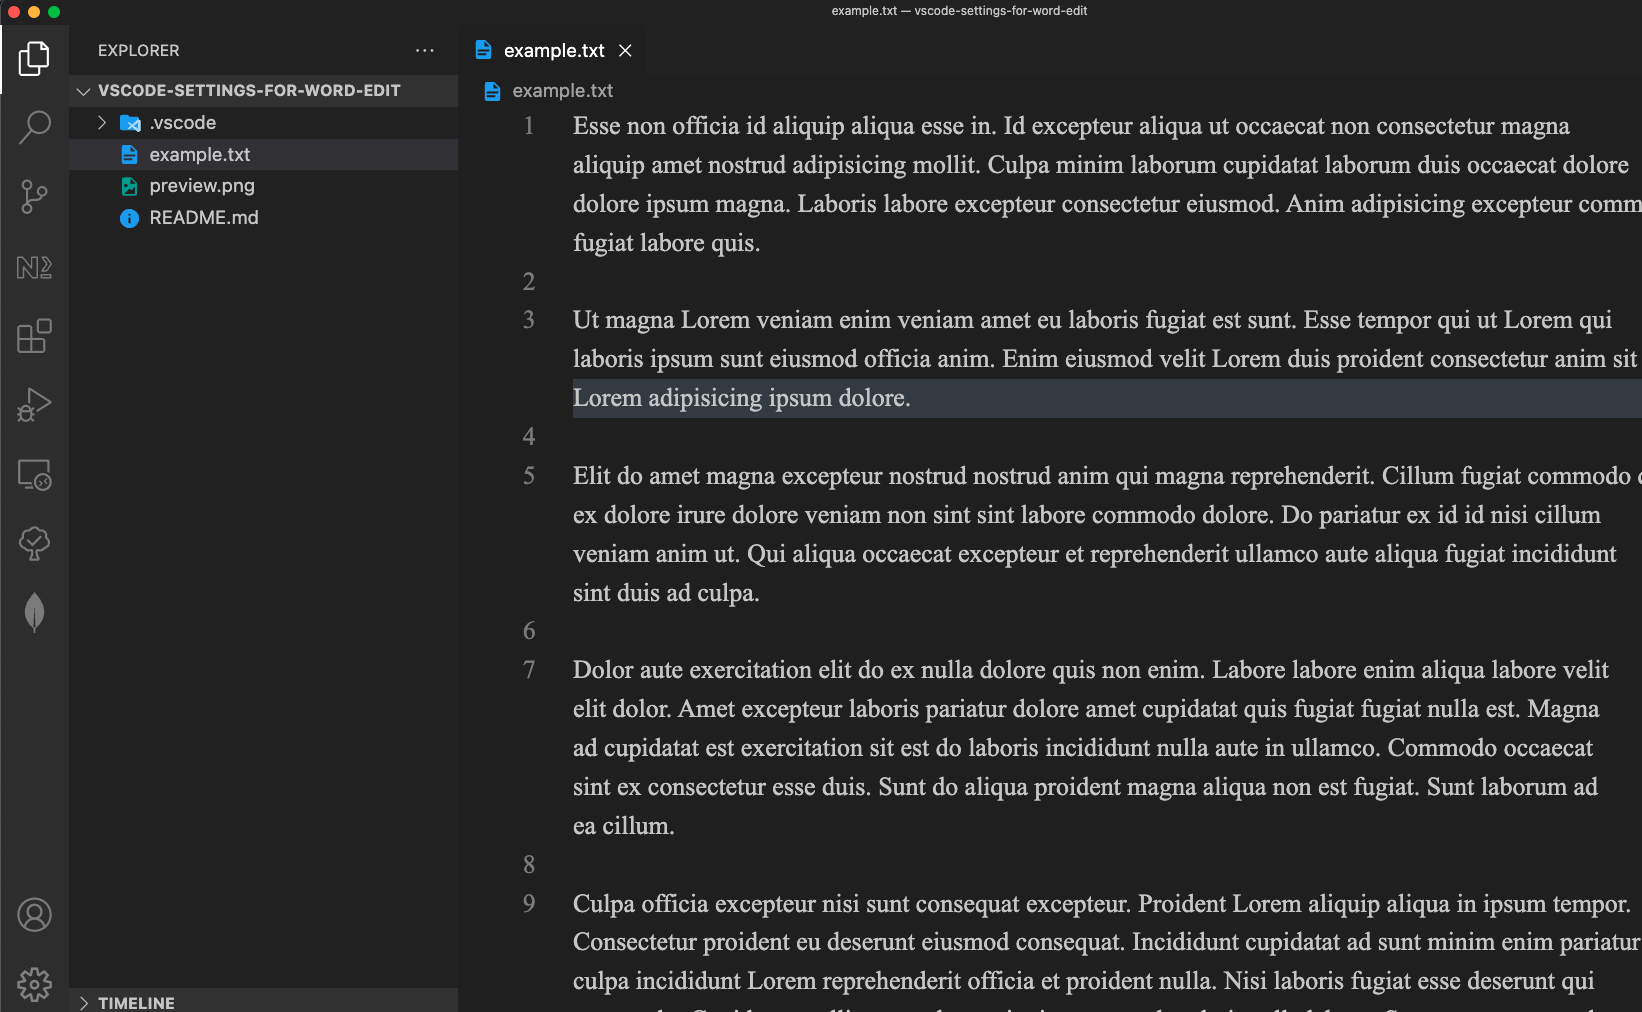 example.txt — vscode-settings-for-word-edit
EXPLORER
VSCODE-SETTINGS-FOR-WORD-EDIT
.vscode
example.txt
preview.png
README.md
TIMELINE
example.txt
example.txt
1 Esse non officia id aliquip aliqua esse in. Id excepteur aliqua ut occaecat non consectetur magna
aliquip amet nostrud adipisicing mollit. Culpa minim laborum cupidatat laborum duis occaecat dolore
dolore ipsum magna. Laboris labore excepteur consectetur eiusmod. Anim adipisicing excepteur comm
fugiat labore quis.
2
3 Ut magna Lorem veniam enim veniam amet eu laboris fugiat est sunt. Esse tempor qui ut Lorem qui
laboris ipsum sunt eiusmod officia anim. Enim eiusmod velit Lorem duis proident consectetur anim sit
Lorem adipisicing ipsum dolore.
4
5 Elit do amet magna excepteur nostrud nostrud anim qui magna reprehenderit. Cillum fugiat commodo
ex dolore irure dolore veniam non sint sint labore commodo dolore. Do pariatur ex id id nisi cillum
veniam anim ut. Qui aliqua occaecat excepteur et reprehenderit ullamco aute aliqua fugiat incididunt
sint duis ad culpa.
6
7 Dolor aute exercitation elit do ex nulla dolore quis non enim. Labore labore enim aliqua labore velit
elit dolor. Amet excepteur laboris pariatur dolore amet cupidatat quis fugiat fugiat nulla est. Magna
ad cupidatat est exercitation sit est do laboris incididunt nulla aute in ullamco. Commodo occaecat
sint ex consectetur esse duis. Sunt do aliqua proident magna aliqua non est fugiat. Sunt laborum ad
ea cillum.
8
9 Culpa officia excepteur nisi sunt consequat excepteur. Proident Lorem aliquip aliqua in ipsum tempor.
Consectetur proident eu deserunt eiusmod consequat. Incididunt cupidatat ad sunt minim enim pariatur
culpa incididunt Lorem reprehenderit officia et proident nulla. Nisi laboris fugiat esse deserunt qui